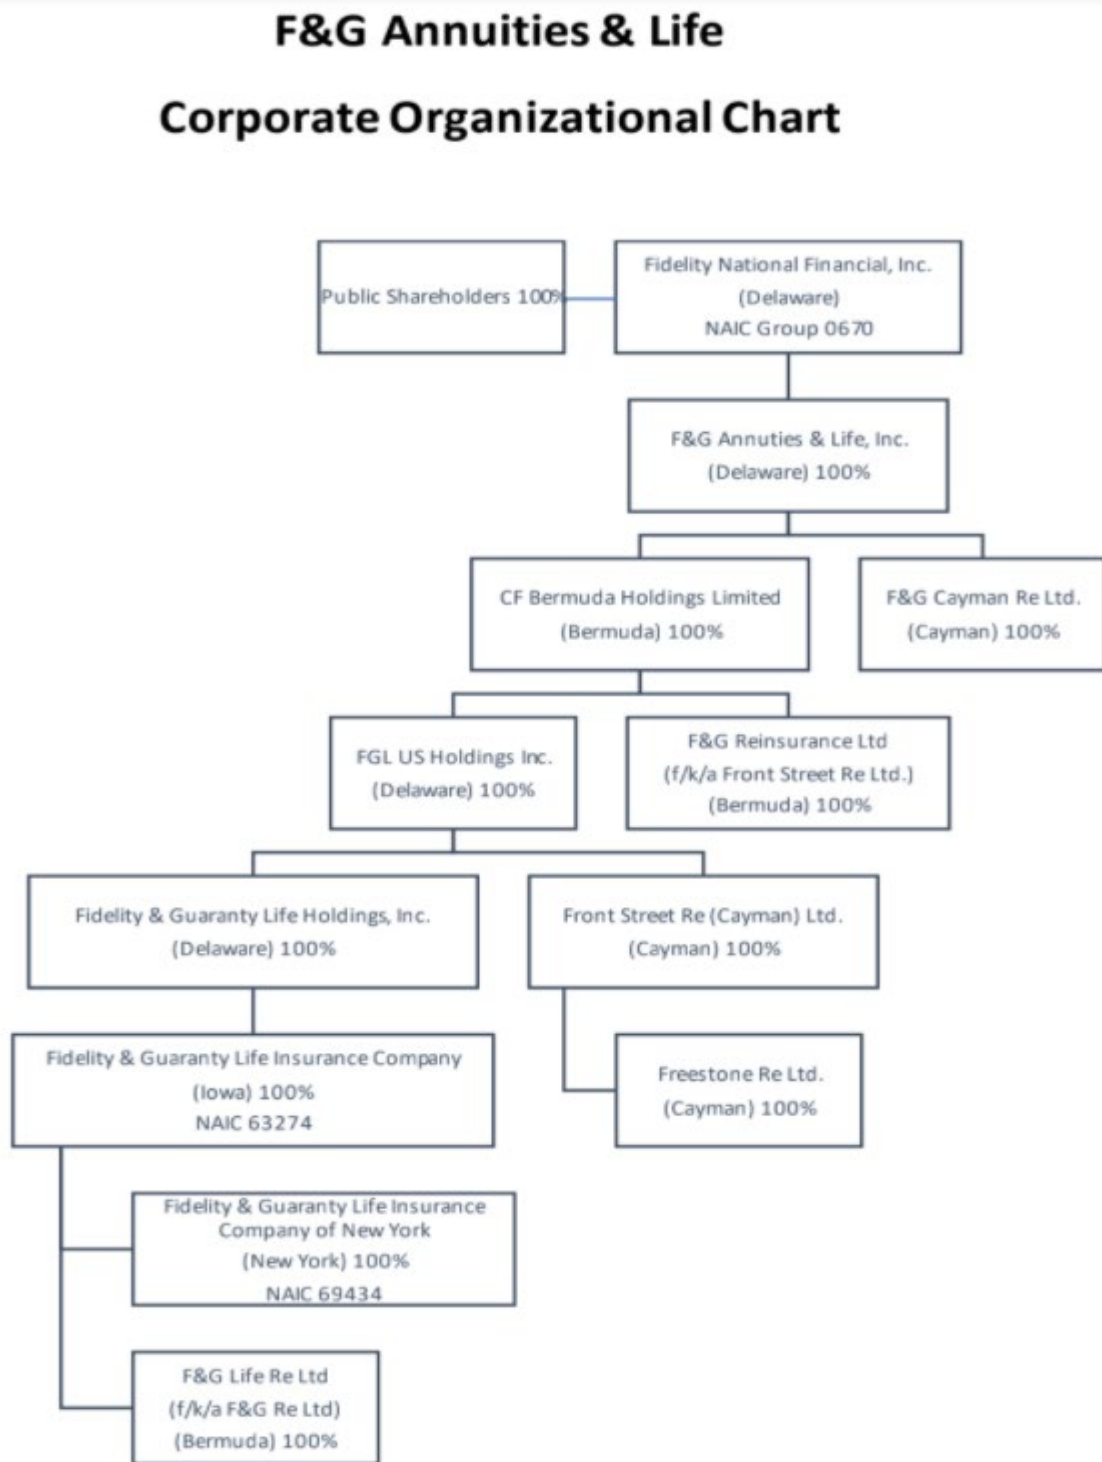 F&G Annuities & Life
Corporate Organizational Chart
Public Shareholders 100%
Fidelity National Financial, Inc.
(Delaware)
NAIC Group 0670
F&G Annuties & Life, Inc.
(Delaware) 100%
CF Bermuda Holdings Limited
(Bermuda) 100%
F&G Cayman Re Ltd.
(Cayman) 100%
FGL US Holdings Inc.
(Delaware) 100%
F&G Reinsurance Ltd
(f/k/a Front Street Re Ltd.)
(Bermuda) 100%
Fidelity & Guaranty Life Holdings, Inc.
(Delaware) 100%
Front Street Re (Cayman) Ltd.
(Cayman) 100%
Fidelity & Guaranty Life Insurance Company
(Iowa) 100%
NAIC 63274
Freestone Re Ltd.
(Cayman) 100%
Fidelity & Guaranty Life Insurance
Company of New York
(New York) 100%
NAIC 69434
F&G Life Re Ltd
(f/k/a F&G Re Ltd)
(Bermuda) 100%